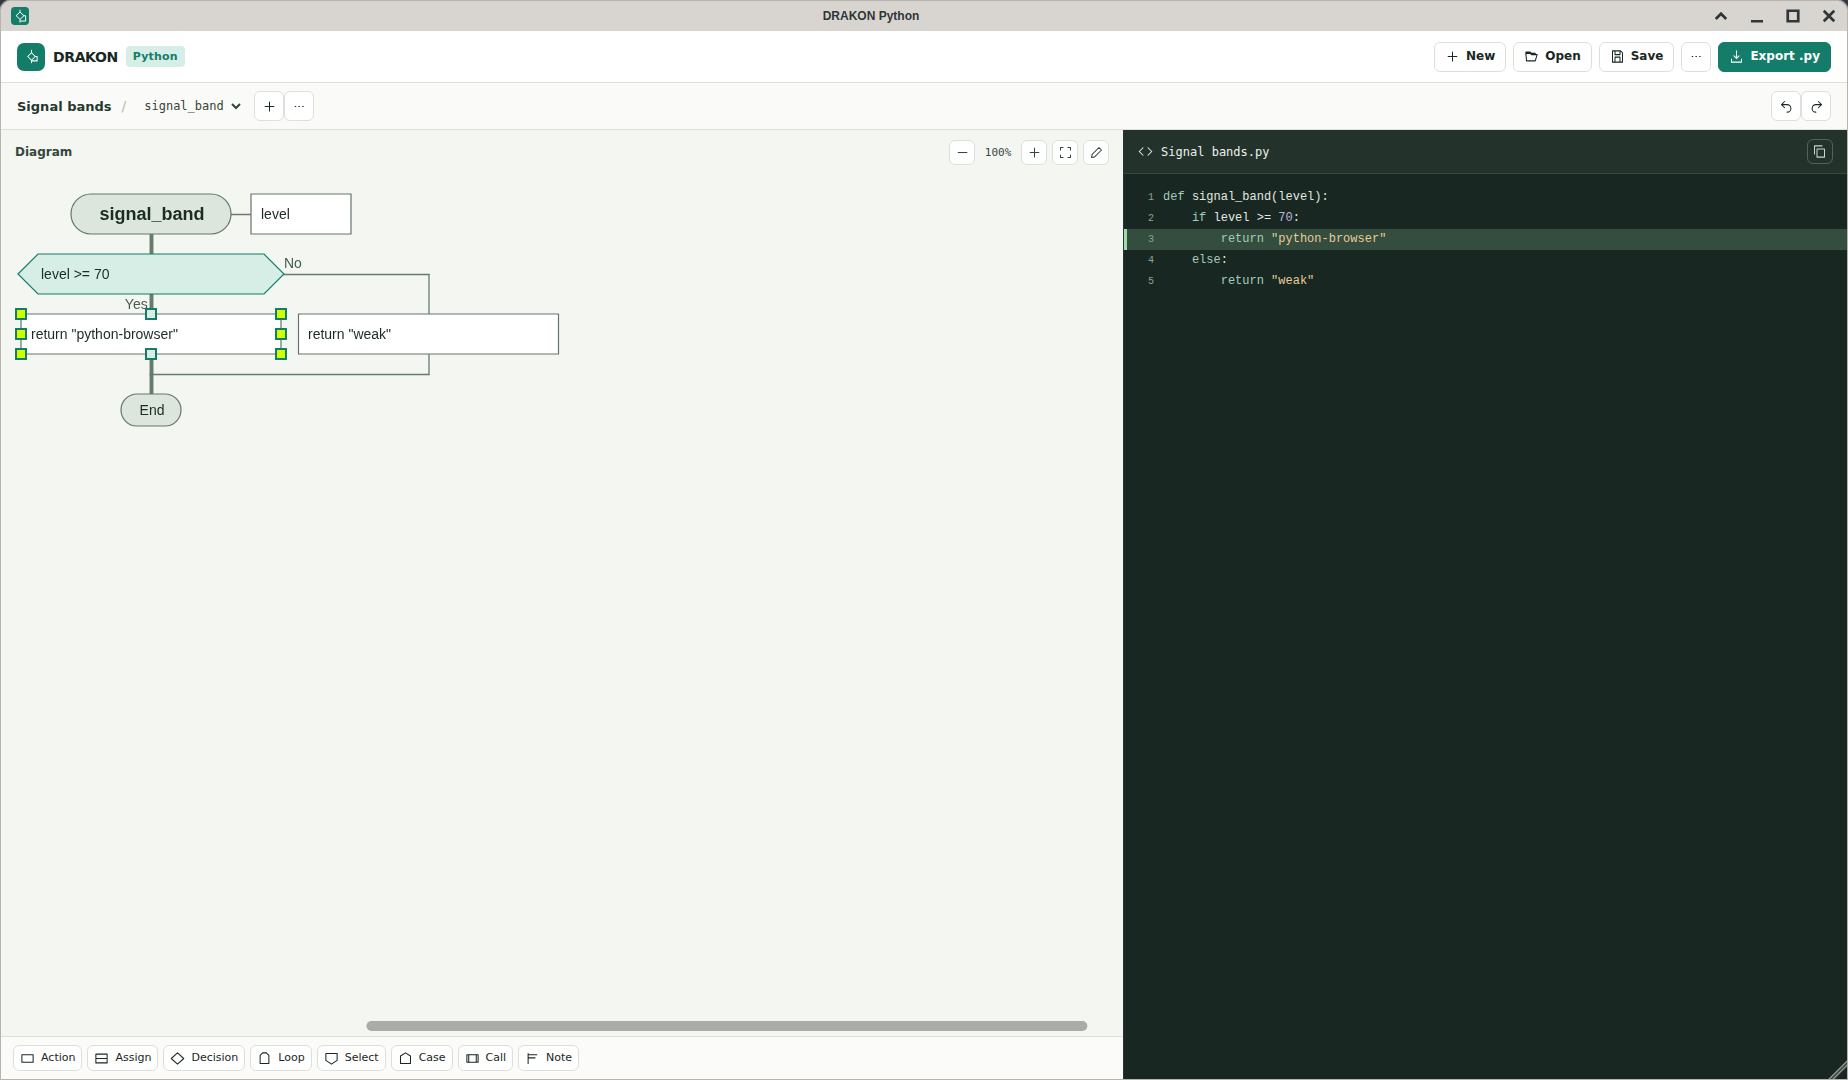 DRAKON Python
DRAKON Python
New Open Save ... Export .py
Signal bands / signal_band + ...
Diagram
100%
Signal bands.py
signal_band level
level >= 70
No
Yes
return "python-browser"
return "weak"
End
1 def signal_band(level):
2     if level >= 70:
3         return "python-browser"
4     else:
5         return "weak"
Action Assign Decision Loop Select Case Call Note